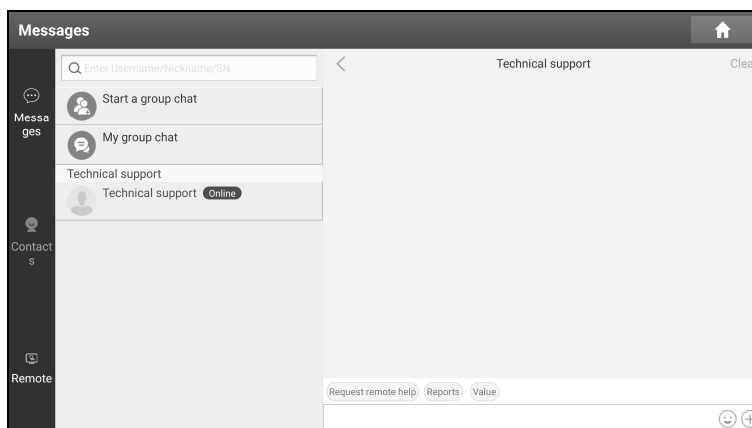 Messages
Enter Username/Nickname/SN
Technical support
Clea
Start a group chat
Messa
ges
My group chat
Technical support
Technical support Online
Contact
s
Remote
Request remote help Reports Value